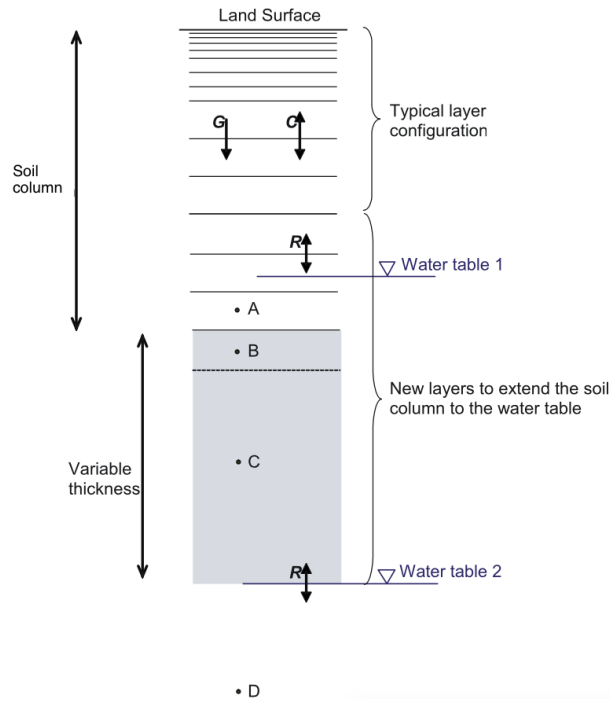 Land Surface
G
C
Typical layer
configuration
Soil
column
R
Water table 1
A
B
New layers to extend the soil
column to the water table
C
Variable
thickness
R
Water table 2
D